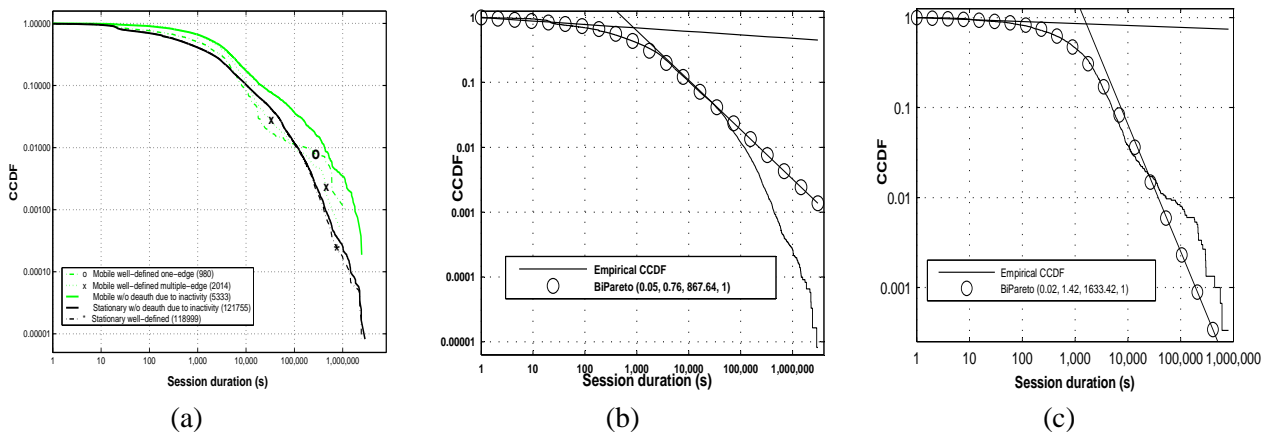 1.00000
0.10000
0.01000
0.00100
0.00010
0.00001
CCDF
x
o
x
*
o Mobile well−defined one−edge (980)
x Mobile well−defined multiple−edge (2014)
Mobile w/o deauth due to inactivity (5333)
Stationary w/o deauth due to inactivity (121755)
* Stationary well−defined (118999)
1 10 100 1,000 10,000 100,000 1,000,000
Session duration (s)
(a)
1
0.1
0.01
0.001
0.0001
0.00001
CCDF
Empirical CCDF
BiPareto (0.05, 0.76, 867.64, 1)
1 10 100 1,000 10,000 100,000 1,000,000
Session duration (s)
(b)
1
0.1
0.01
0.001
CCDF
Empirical CCDF
BiPareto (0.02, 1.42, 1633.42, 1)
1 10 100 1,000 10,000 100,000 1,000,000
Session duration (s)
(c)